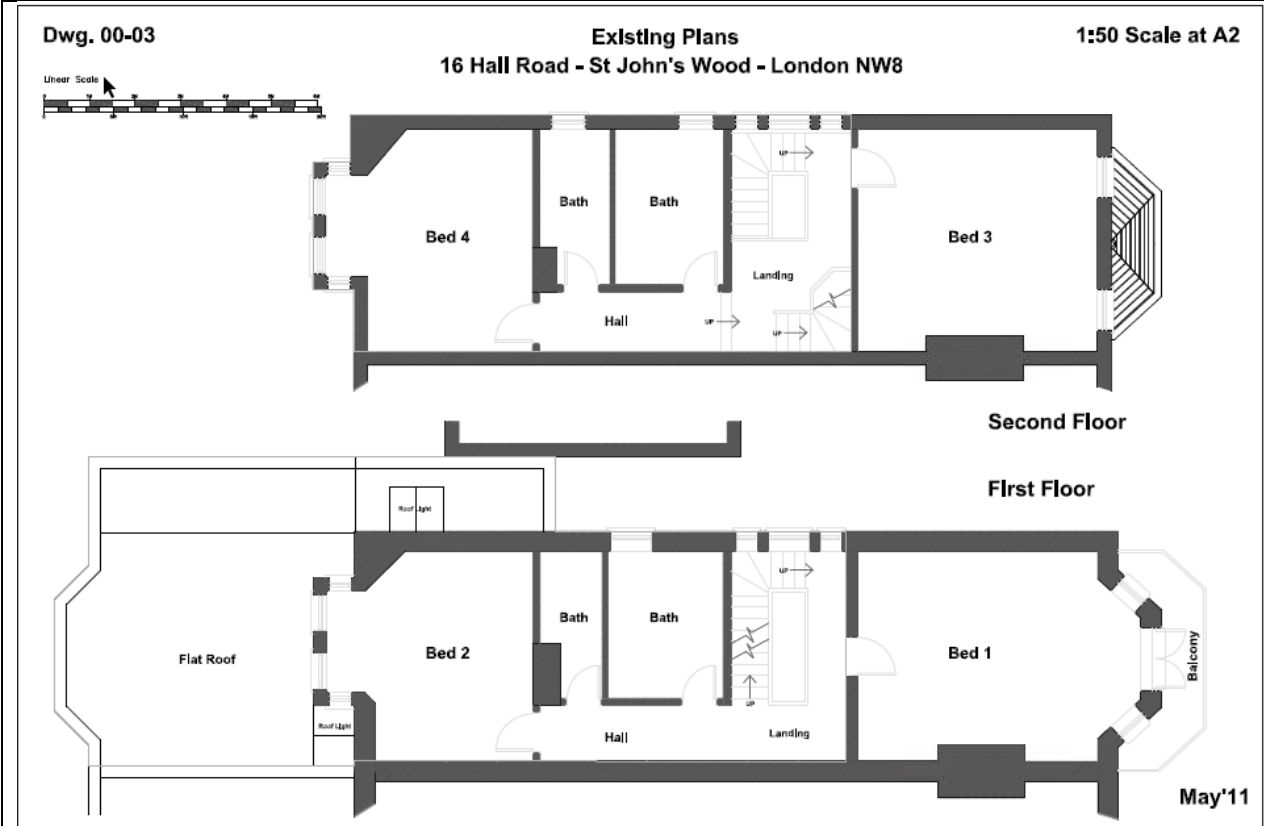 Dwg. 00-03
Existing Plans
1:50 Scale at A2
16 Hall Road - St John's Wood - London NW8
Linear Scale
UP
Bath
Bath
Bed 4
Bed 3
Landing
Hall
UP
UP
Second Floor
First Floor
Roof Light
UP
Bath
Bath
Flat Roof
Bed 2
Bed 1
Balcony
UP
Roof Light
Hall
Landing
May'11